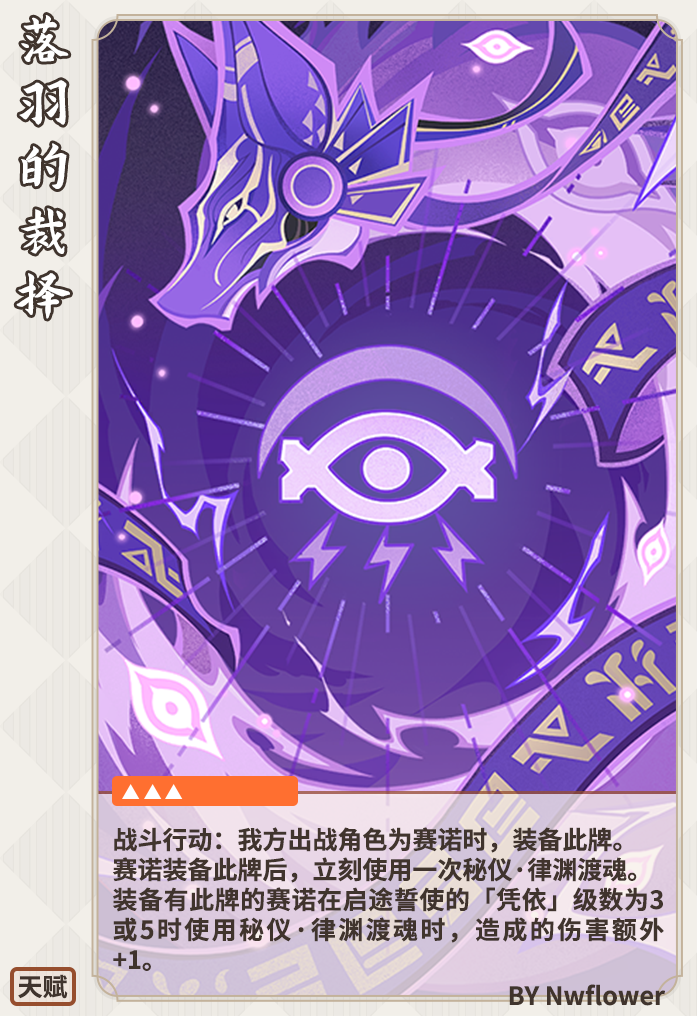 落羽的裁择
战斗行动：我方出战角色为赛诺时，装备此牌。
赛诺装备此牌后，立刻使用一次秘仪·律渊渡魂。
装备有此牌的赛诺在启途誓使的「凭依」级数为3
或5时使用秘仪·律渊渡魂时，造成的伤害额外
+1。
天赋
BY Nwflower